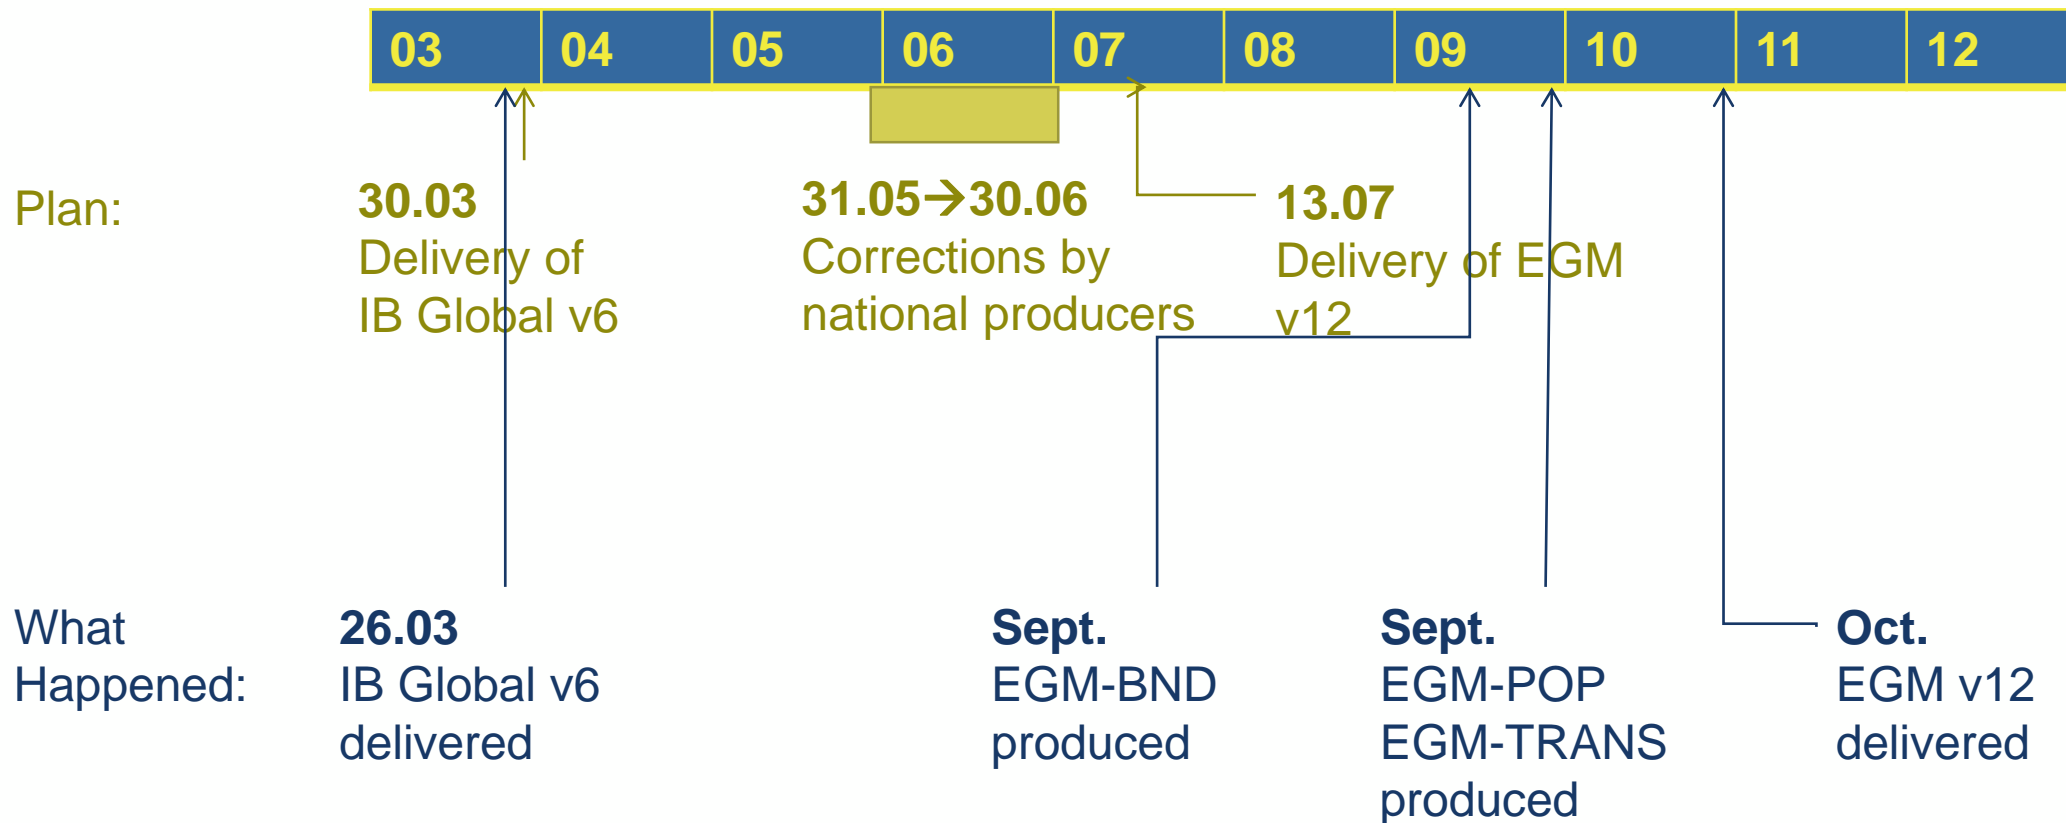 03 04 05 06 07 08 09 10 11 12
Plan:
30.03
Delivery of
IB Global v6
31.05→30.06
Corrections by
national producers
13.07
Delivery of EGM
v12
What
Happened:
26.03
IB Global v6
delivered
Sept.
EGM-BND
produced
Sept.
EGM-POP
EGM-TRANS
produced
Oct.
EGM v12
delivered